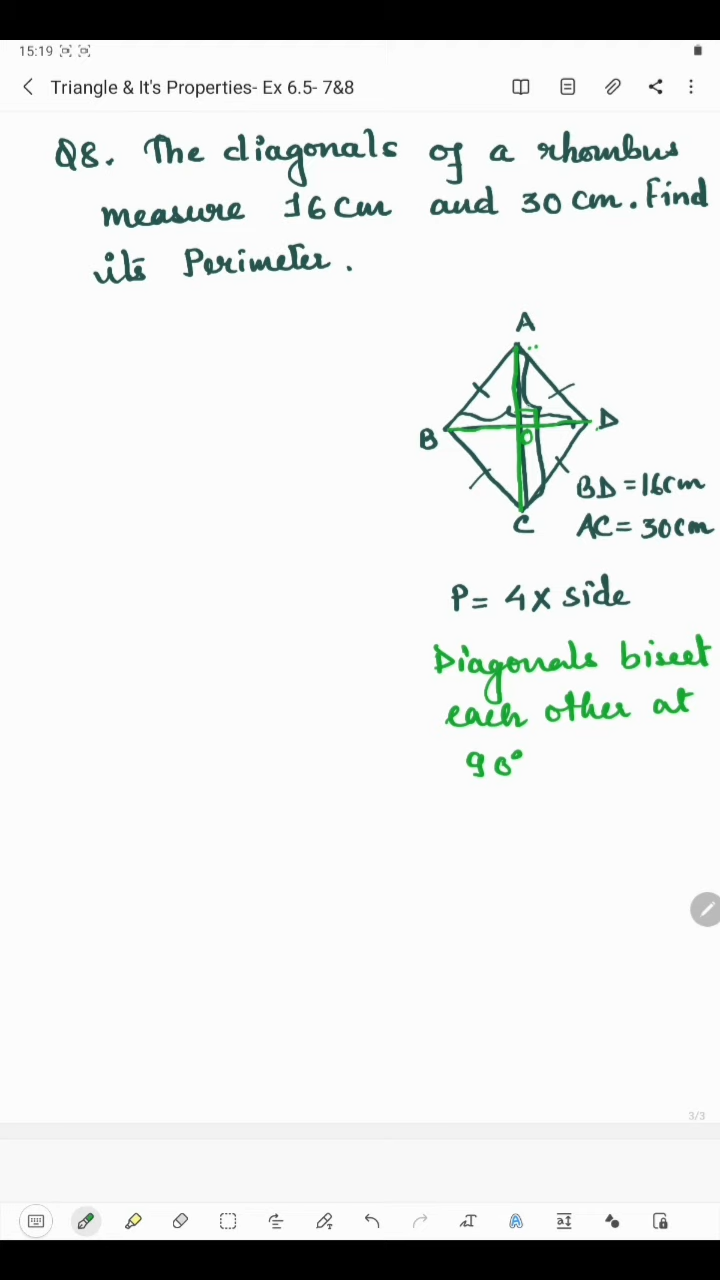 15:19
Triangle & It's Properties- Ex 6.5- 7&8
Q8. The diagonals of a rhombus
measure 16 Cm and 30 cm. Find
its Perimeter.
A
B
D
O
C
BD = 16cm
AC = 30cm
P = 4 x side
Diagonals bisect
each other at
90°
3/3